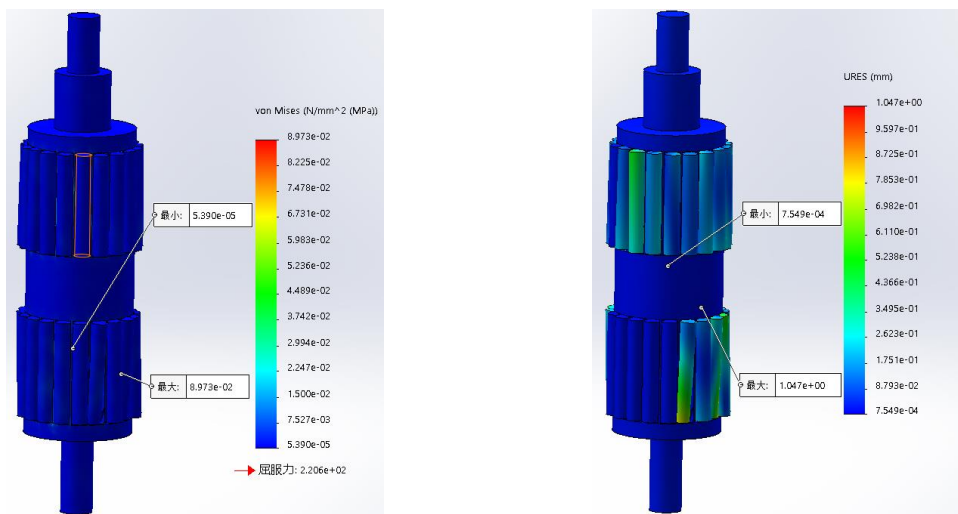 von Mises (N/mm^2 (MPa))
8.973e-02
8.225e-02
7.478e-02
6.731e-02
5.983e-02
5.236e-02
4.489e-02
3.742e-02
2.994e-02
2.247e-02
1.500e-02
7.527e-03
5.390e-05
屈服力: 2.206e+02
最小: 5.390e-05
最大: 8.973e-02
URES (mm)
1.047e+00
9.597e-01
8.725e-01
7.853e-01
6.982e-01
6.110e-01
5.238e-01
4.366e-01
3.495e-01
2.623e-01
1.751e-01
8.793e-02
7.549e-04
最小: 7.549e-04
最大: 1.047e+00